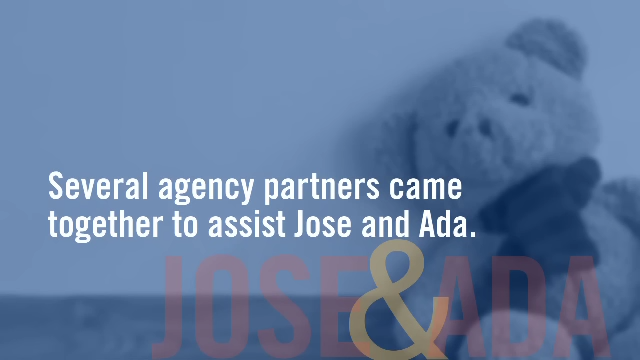 Several agency partners came
together to assist Jose and Ada.
JOSE & ADA